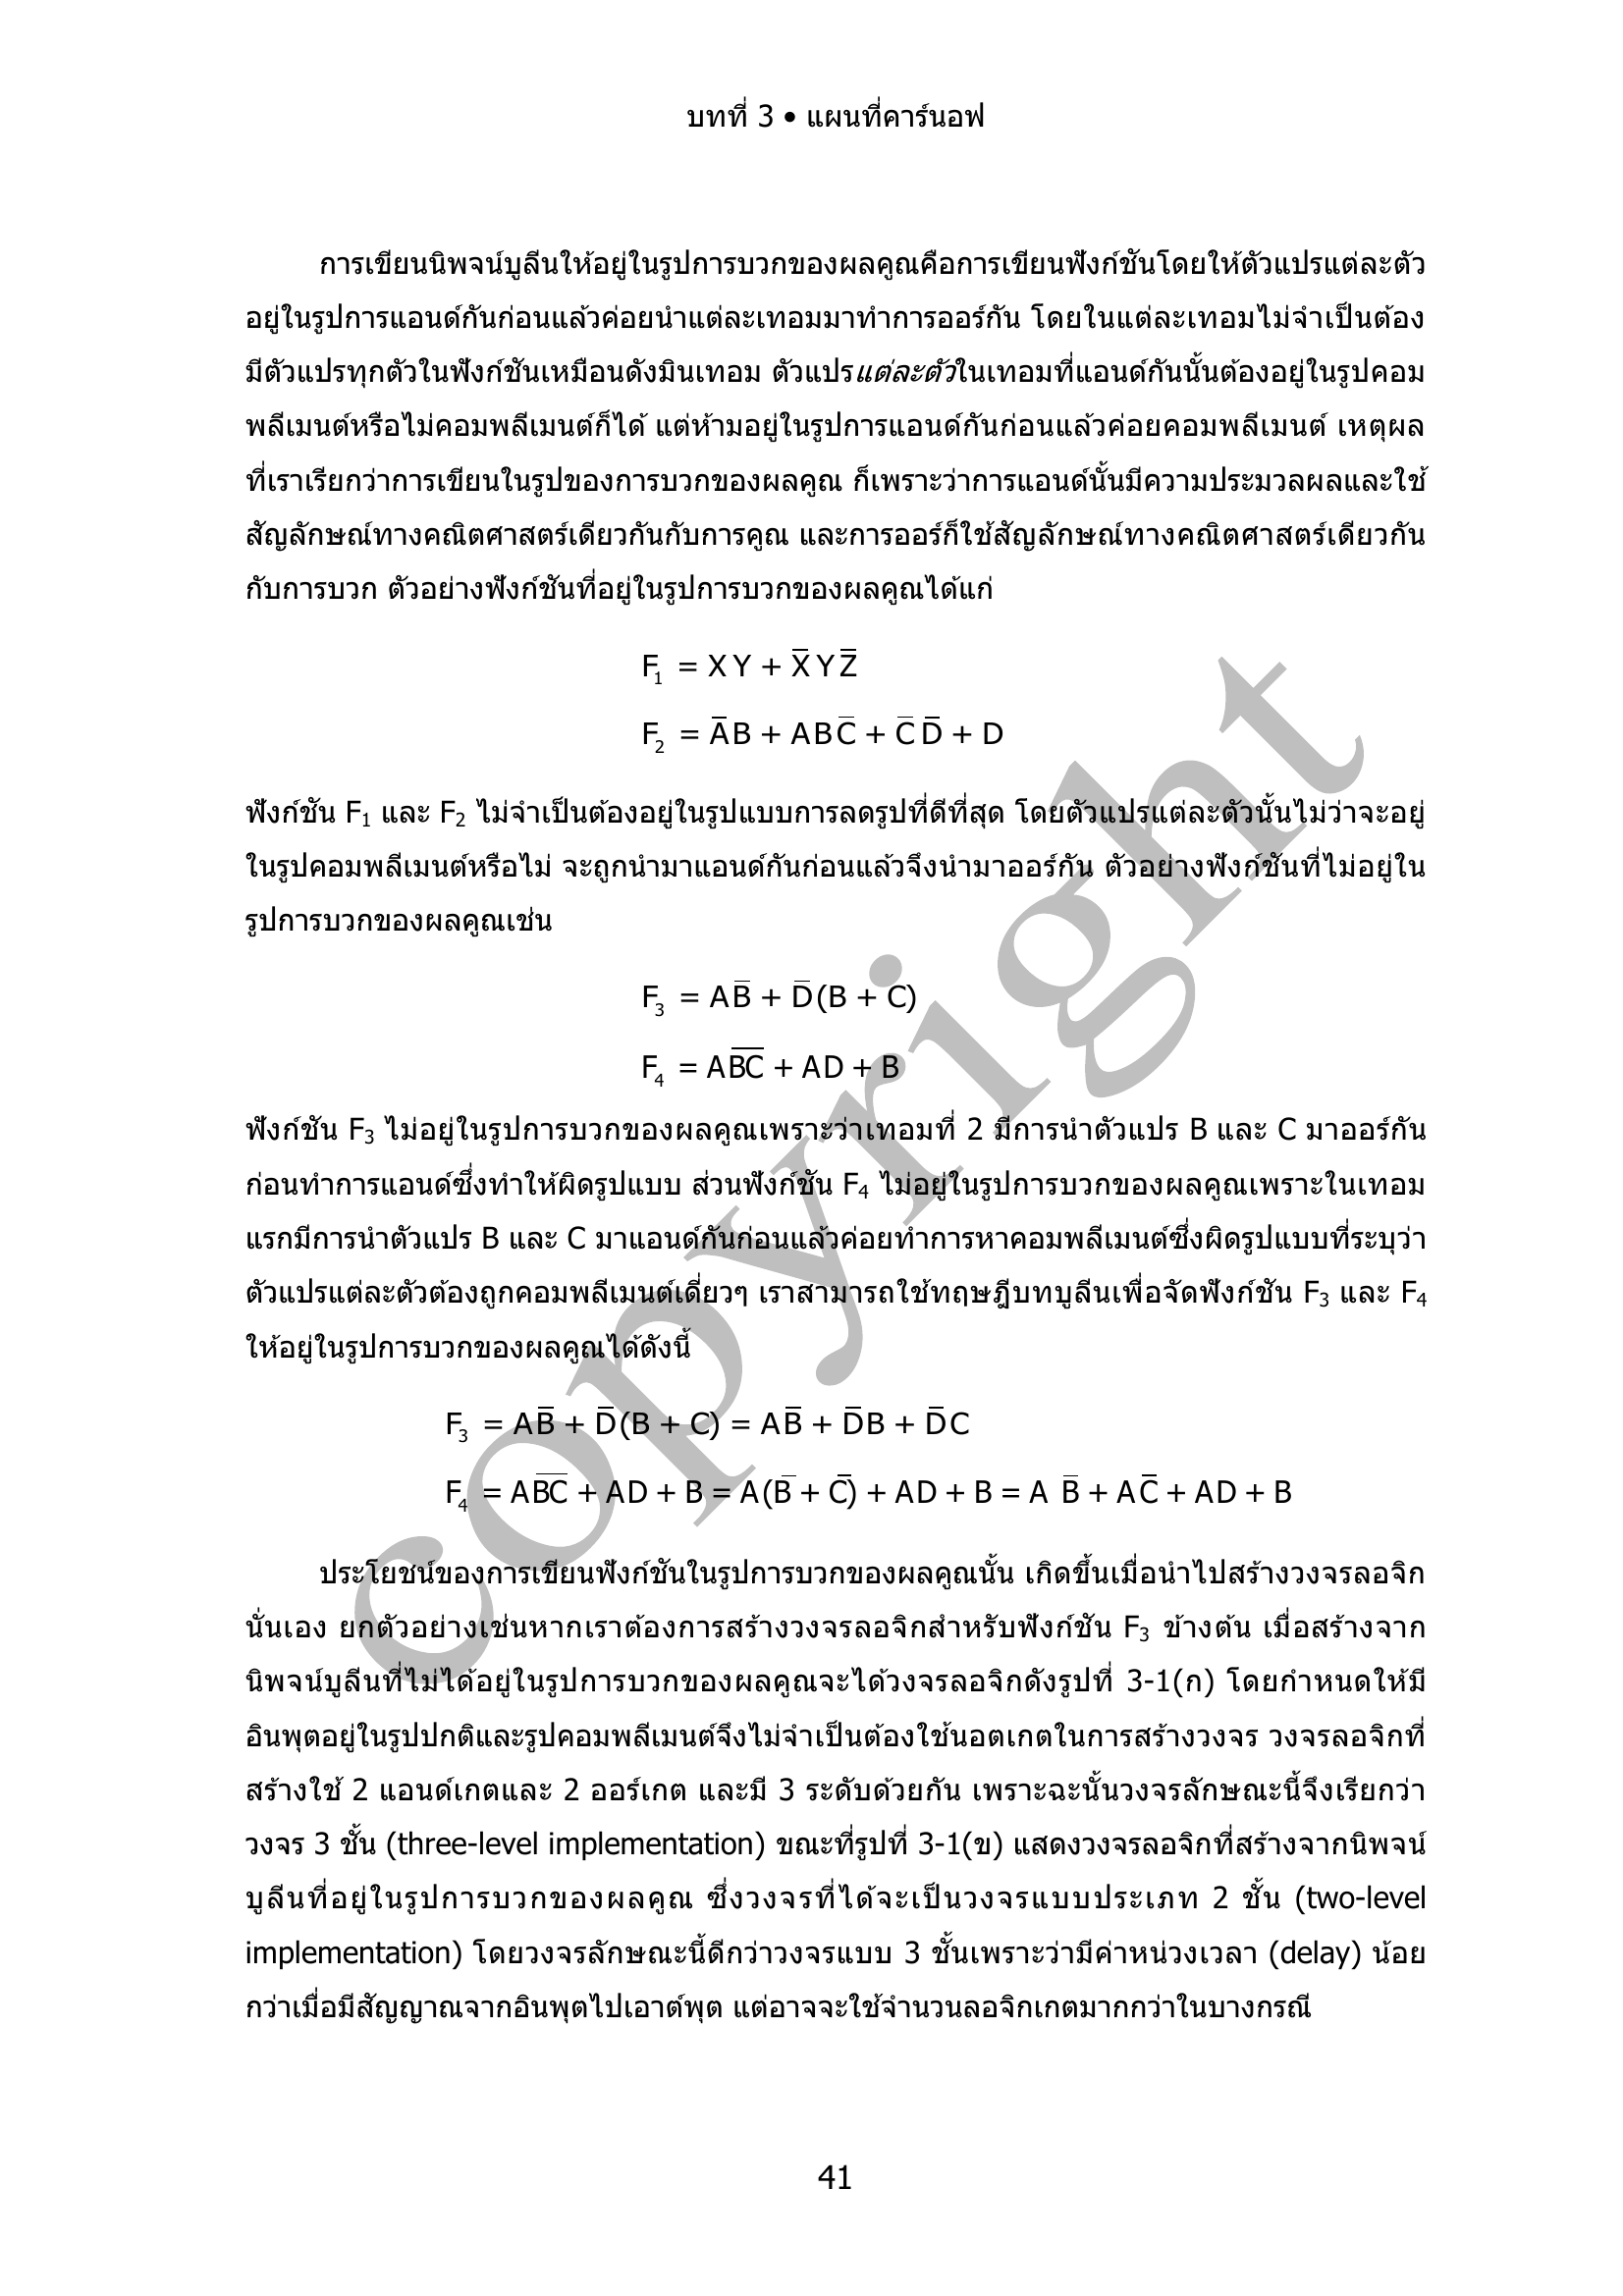 บทที่ 3 • แผนที่คาร์นอฟ
การเขียนนิพจน์บูลีนให้อยู่ในรูปการบวกของผลคูณคือการเขียนฟังก์ชันโดยให้ตัวแปรแต่ละตัว
อยู่ในรูปการแอนด์กันก่อนแล้วค่อยนำแต่ละเทอมมาทำการออร์กัน โดยในแต่ละเทอมไม่จำเป็นต้อง
มีตัวแปรทุกตัวในฟังก์ชันเหมือนดังมินเทอม ตัวแปรแต่ละตัวในเทอมที่แอนด์กันนั้นต้องอยู่ในรูปคอม
พลีเมนต์หรือไม่คอมพลีเมนต์ก็ได้ แต่ห้ามอยู่ในรูปการแอนด์กันก่อนแล้วค่อยคอมพลีเมนต์ เหตุผล
ที่เราเรียกว่าการเขียนในรูปของการบวกของผลคูณ ก็เพราะว่าการแอนด์นั้นมีความประมวลผลและใช้
สัญลักษณ์ทางคณิตศาสตร์เดียวกันกับการคูณ และการออร์ก็ใช้สัญลักษณ์ทางคณิตศาสตร์เดียวกัน
กับการบวก ตัวอย่างฟังก์ชันที่อยู่ในรูปการบวกของผลคูณได้แก่
F₁ = X Y + X̅ Y Z̅
F₂ = A̅ B + A B C̅ + C̅ D̅ + D
ฟังก์ชัน F₁ และ F₂ ไม่จำเป็นต้องอยู่ในรูปแบบการลดรูปที่ดีที่สุด โดยตัวแปรแต่ละตัวนั้นไม่ว่าจะอยู่
ในรูปคอมพลีเมนต์หรือไม่ จะถูกนำมาแอนด์กันก่อนแล้วจึงนำมาออร์กัน ตัวอย่างฟังก์ชันที่ไม่อยู่ใน
รูปการบวกของผลคูณเช่น
F₃ = A B̅ + D̅ (B + C)
F₄ = A B̅C̅ + AD + B
ฟังก์ชัน F₃ ไม่อยู่ในรูปการบวกของผลคูณเพราะว่าเทอมที่ 2 มีการนำตัวแปร B และ C มาออร์กัน
ก่อนทำการแอนด์ซึ่งทำให้ผิดรูปแบบ ส่วนฟังก์ชัน F₄ ไม่อยู่ในรูปการบวกของผลคูณเพราะในเทอม
แรกมีการนำตัวแปร B และ C มาแอนด์กันก่อนแล้วค่อยทำการหาคอมพลีเมนต์ซึ่งผิดรูปแบบที่ระบุว่า
ตัวแปรแต่ละตัวต้องถูกคอมพลีเมนต์เดี่ยวๆ เราสามารถใช้ทฤษฎีบทบูลีนเพื่อจัดฟังก์ชัน F₃ และ F₄
ให้อยู่ในรูปการบวกของผลคูณได้ดังนี้
F₃ = A B̅ + D̅ (B + C) = A B̅ + D̅ B + D̅ C
F₄ = A B̅C̅ + AD + B = A (B̅ + C̅) + AD + B = A B̅ + A C̅ + AD + B
ประโยชน์ของการเขียนฟังก์ชันในรูปการบวกของผลคูณนั้น เกิดขึ้นเมื่อนำไปสร้างวงจรลอจิก
นั่นเอง ยกตัวอย่างเช่นหากเราต้องการสร้างวงจรลอจิกสำหรับฟังก์ชัน F₃ ข้างต้น เมื่อสร้างจาก
นิพจน์บูลีนที่ไม่ได้อยู่ในรูปการบวกของผลคูณจะได้วงจรลอจิกดังรูปที่ 3-1(ก) โดยกำหนดให้มี
อินพุตอยู่ในรูปปกติและรูปคอมพลีเมนต์จึงไม่จำเป็นต้องใช้นอตเกตในการสร้างวงจร วงจรลอจิกที่
สร้างใช้ 2 แอนด์เกตและ 2 ออร์เกต และมี 3 ระดับด้วยกัน เพราะฉะนั้นวงจรลักษณะนี้จึงเรียกว่า
วงจร 3 ชั้น (three-level implementation) ขณะที่รูปที่ 3-1(ข) แสดงวงจรลอจิกที่สร้างจากนิพจน์
บูลีนที่อยู่ในรูปการบวกของผลคูณ ซึ่งวงจรที่ได้จะเป็นวงจรแบบประเภท 2 ชั้น (two-level
implementation) โดยวงจรลักษณะนี้ดีกว่าวงจรแบบ 3 ชั้นเพราะว่ามีค่าหน่วงเวลา (delay) น้อย
กว่าเมื่อมีสัญญาณจากอินพุตไปเอาต์พุต แต่อาจจะใช้จำนวนลอจิกเกตมากกว่าในบางกรณี
copyright
41